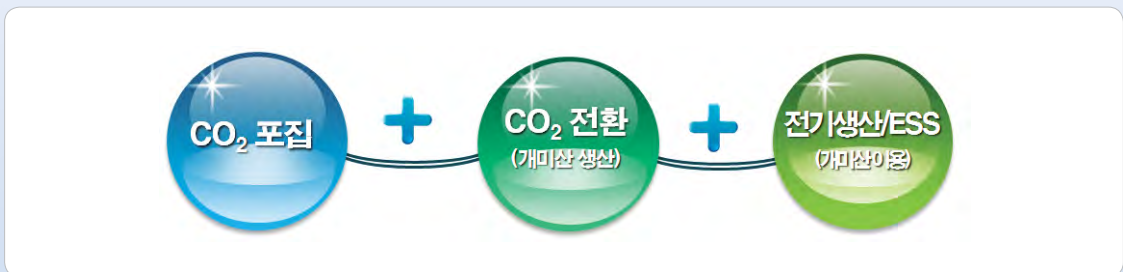 CO₂ 포집
+
CO₂ 전환
(개미산 생산)
+
전기생산/ESS
(개미산 이용)